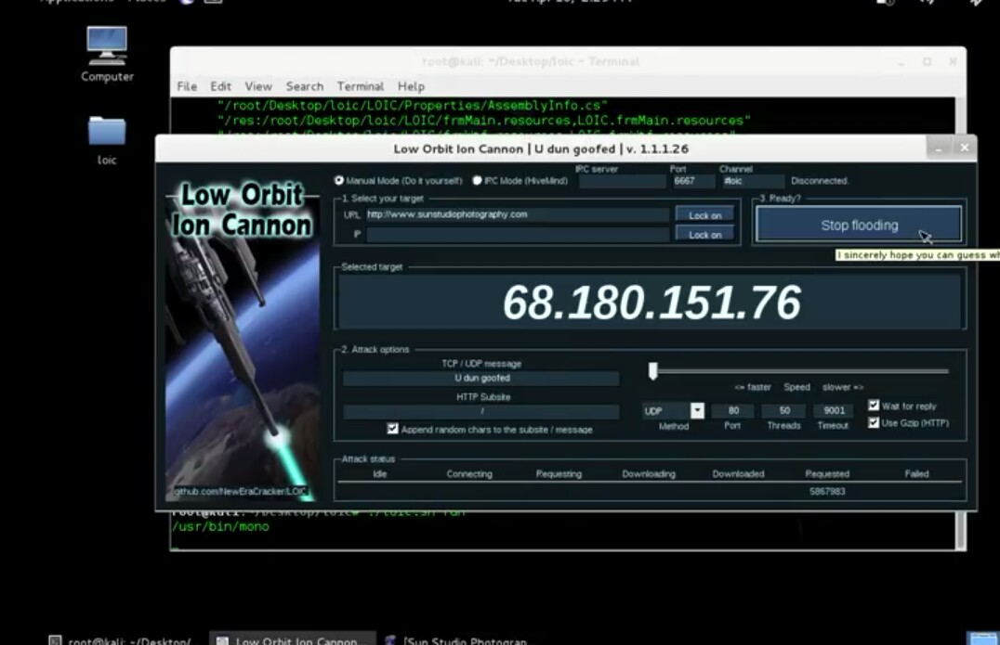 Computer
loic
root@kali: ~/Desktop/loic - Terminal
File Edit View Search Terminal Help
"/root/Desktop/loic/LOIC/Properties/AssemblyInfo.cs"
"/res:/root/Desktop/loic/LOIC/frmMain.resources,LOIC.frmMain.resources"
Low Orbit Ion Cannon | U dun goofed | v. 1.1.1.26
Low Orbit
Ion Cannon
Manual Mode (Do it yourself) IRC Mode (HiveMind) IRC server Port 6667 Channel #loic Disconnected.
1. Select your target
URL http://www.sunstudiophotography.com Lock on
IP Lock on
3. Ready?
Stop flooding
I sincerely hope you can guess
Selected target
68.180.151.76
2. Attack options
TCP / UDP message
U dun goofed
HTTP Subsite
/
Append random chars to the subsite / message
<= faster Speed slower =>
UDP 80 50 9001 Wait for reply
Method Port Threads Timeout Use Gzip (HTTP)
Attack status
Idle Connecting Requesting Downloading Downloaded Requested Failed
5867983
github.com/NewEraCracker/LOIC
root@kali:~/Desktop/loic# ./loic.sh run
/usr/bin/mono
root@kali: ~/Desktop/ Low Orbit Ion Cannon... [Sun Studio Photograp